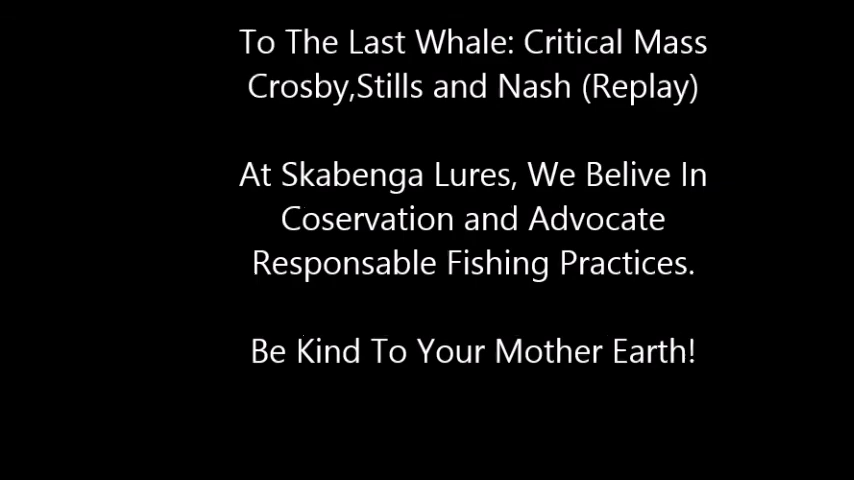 To The Last Whale: Critical Mass
Crosby,Stills and Nash (Replay)
At Skabenga Lures, We Belive In
Coservation and Advocate
Responsable Fishing Practices.
Be Kind To Your Mother Earth!